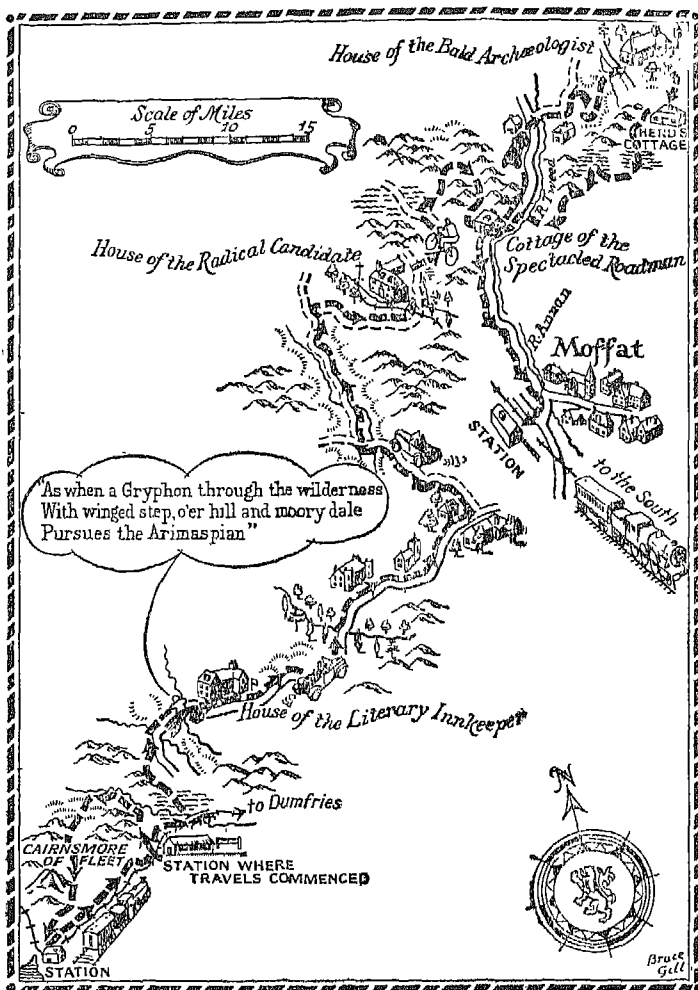 House of the Bald Archæologist
Scale of Miles
0 5 10 15
HERD'S
COTTAGE
R. Tweed
House of the Radical Candidate
Cottage of the
Spectacled Roadman
R. Annan
Moffat
STATION
to the South
"As when a Gryphon through the wilderness
With winged step, o'er hill and moory dale
Pursues the Arimaspian"
House of the Literary Innkeeper
to Dumfries
CAIRNSMORE
OF FLEET
STATION WHERE
TRAVELS COMMENCED
STATION
N
Bruce
Gill